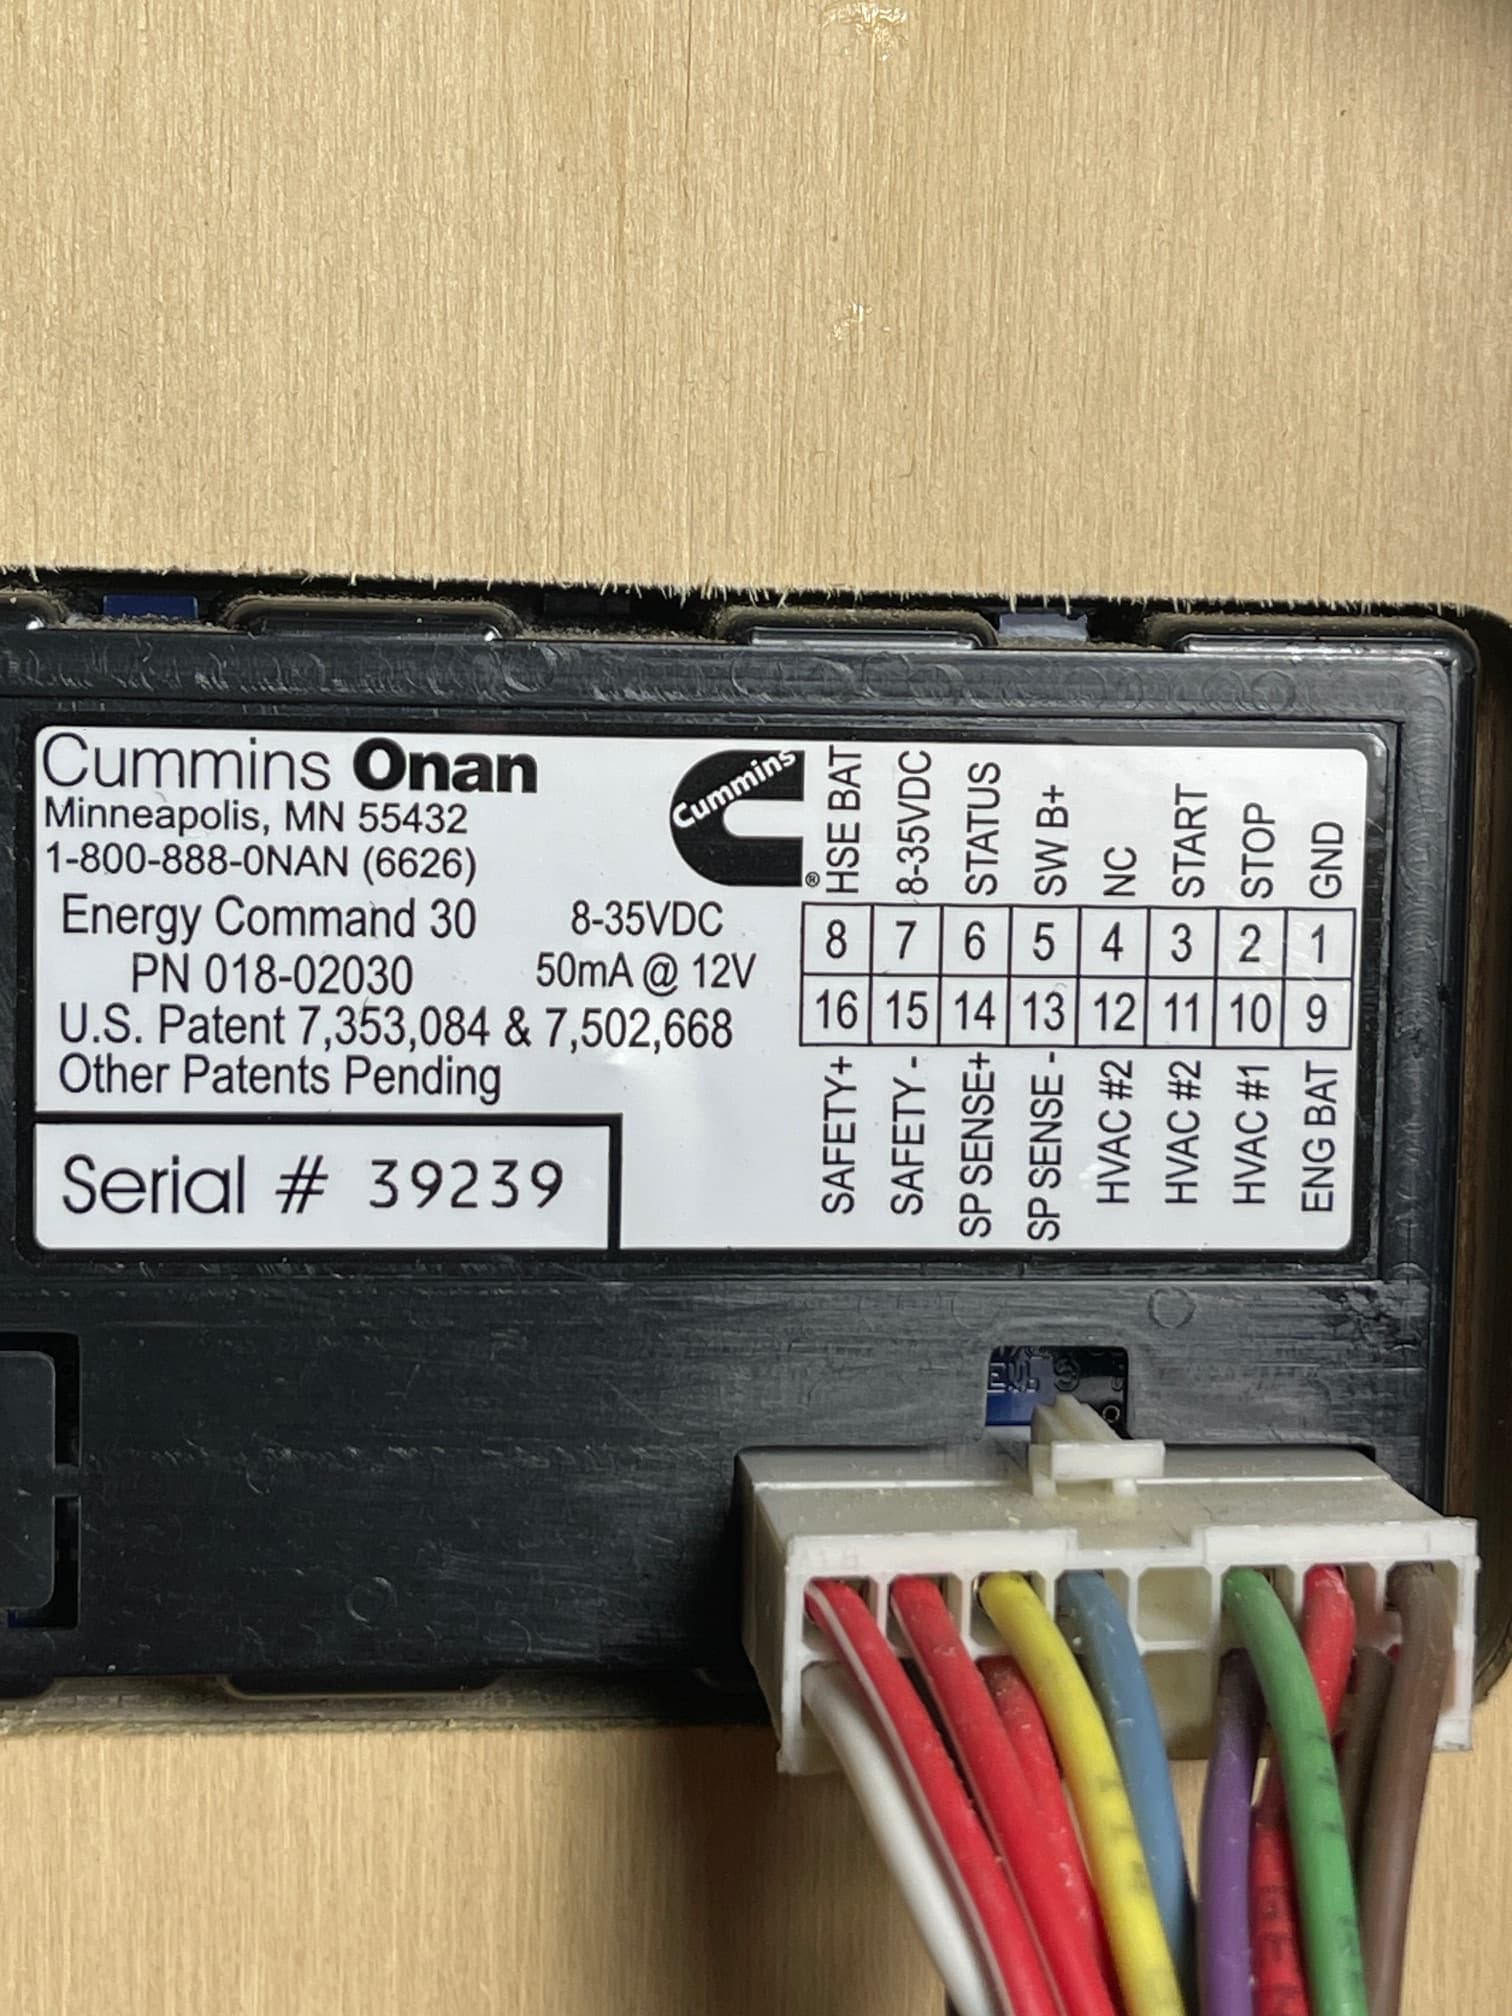 Cummins Onan
Minneapolis, MN 55432
1-800-888-0NAN (6626)
Energy Command 30
8-35VDC
PN 018-02030
50mA @ 12V
U.S. Patent 7,353,084 & 7,502,668
Other Patents Pending
Serial # 39239
Cummins
®
HSE BAT
8-35VDC
STATUS
SW B+
NC
START
STOP
GND
8 7 6 5 4 3 2 1
16 15 14 13 12 11 10 9
SAFETY+
SAFETY -
SP SENSE+
SP SENSE -
HVAC #2
HVAC #2
HVAC #1
ENG BAT